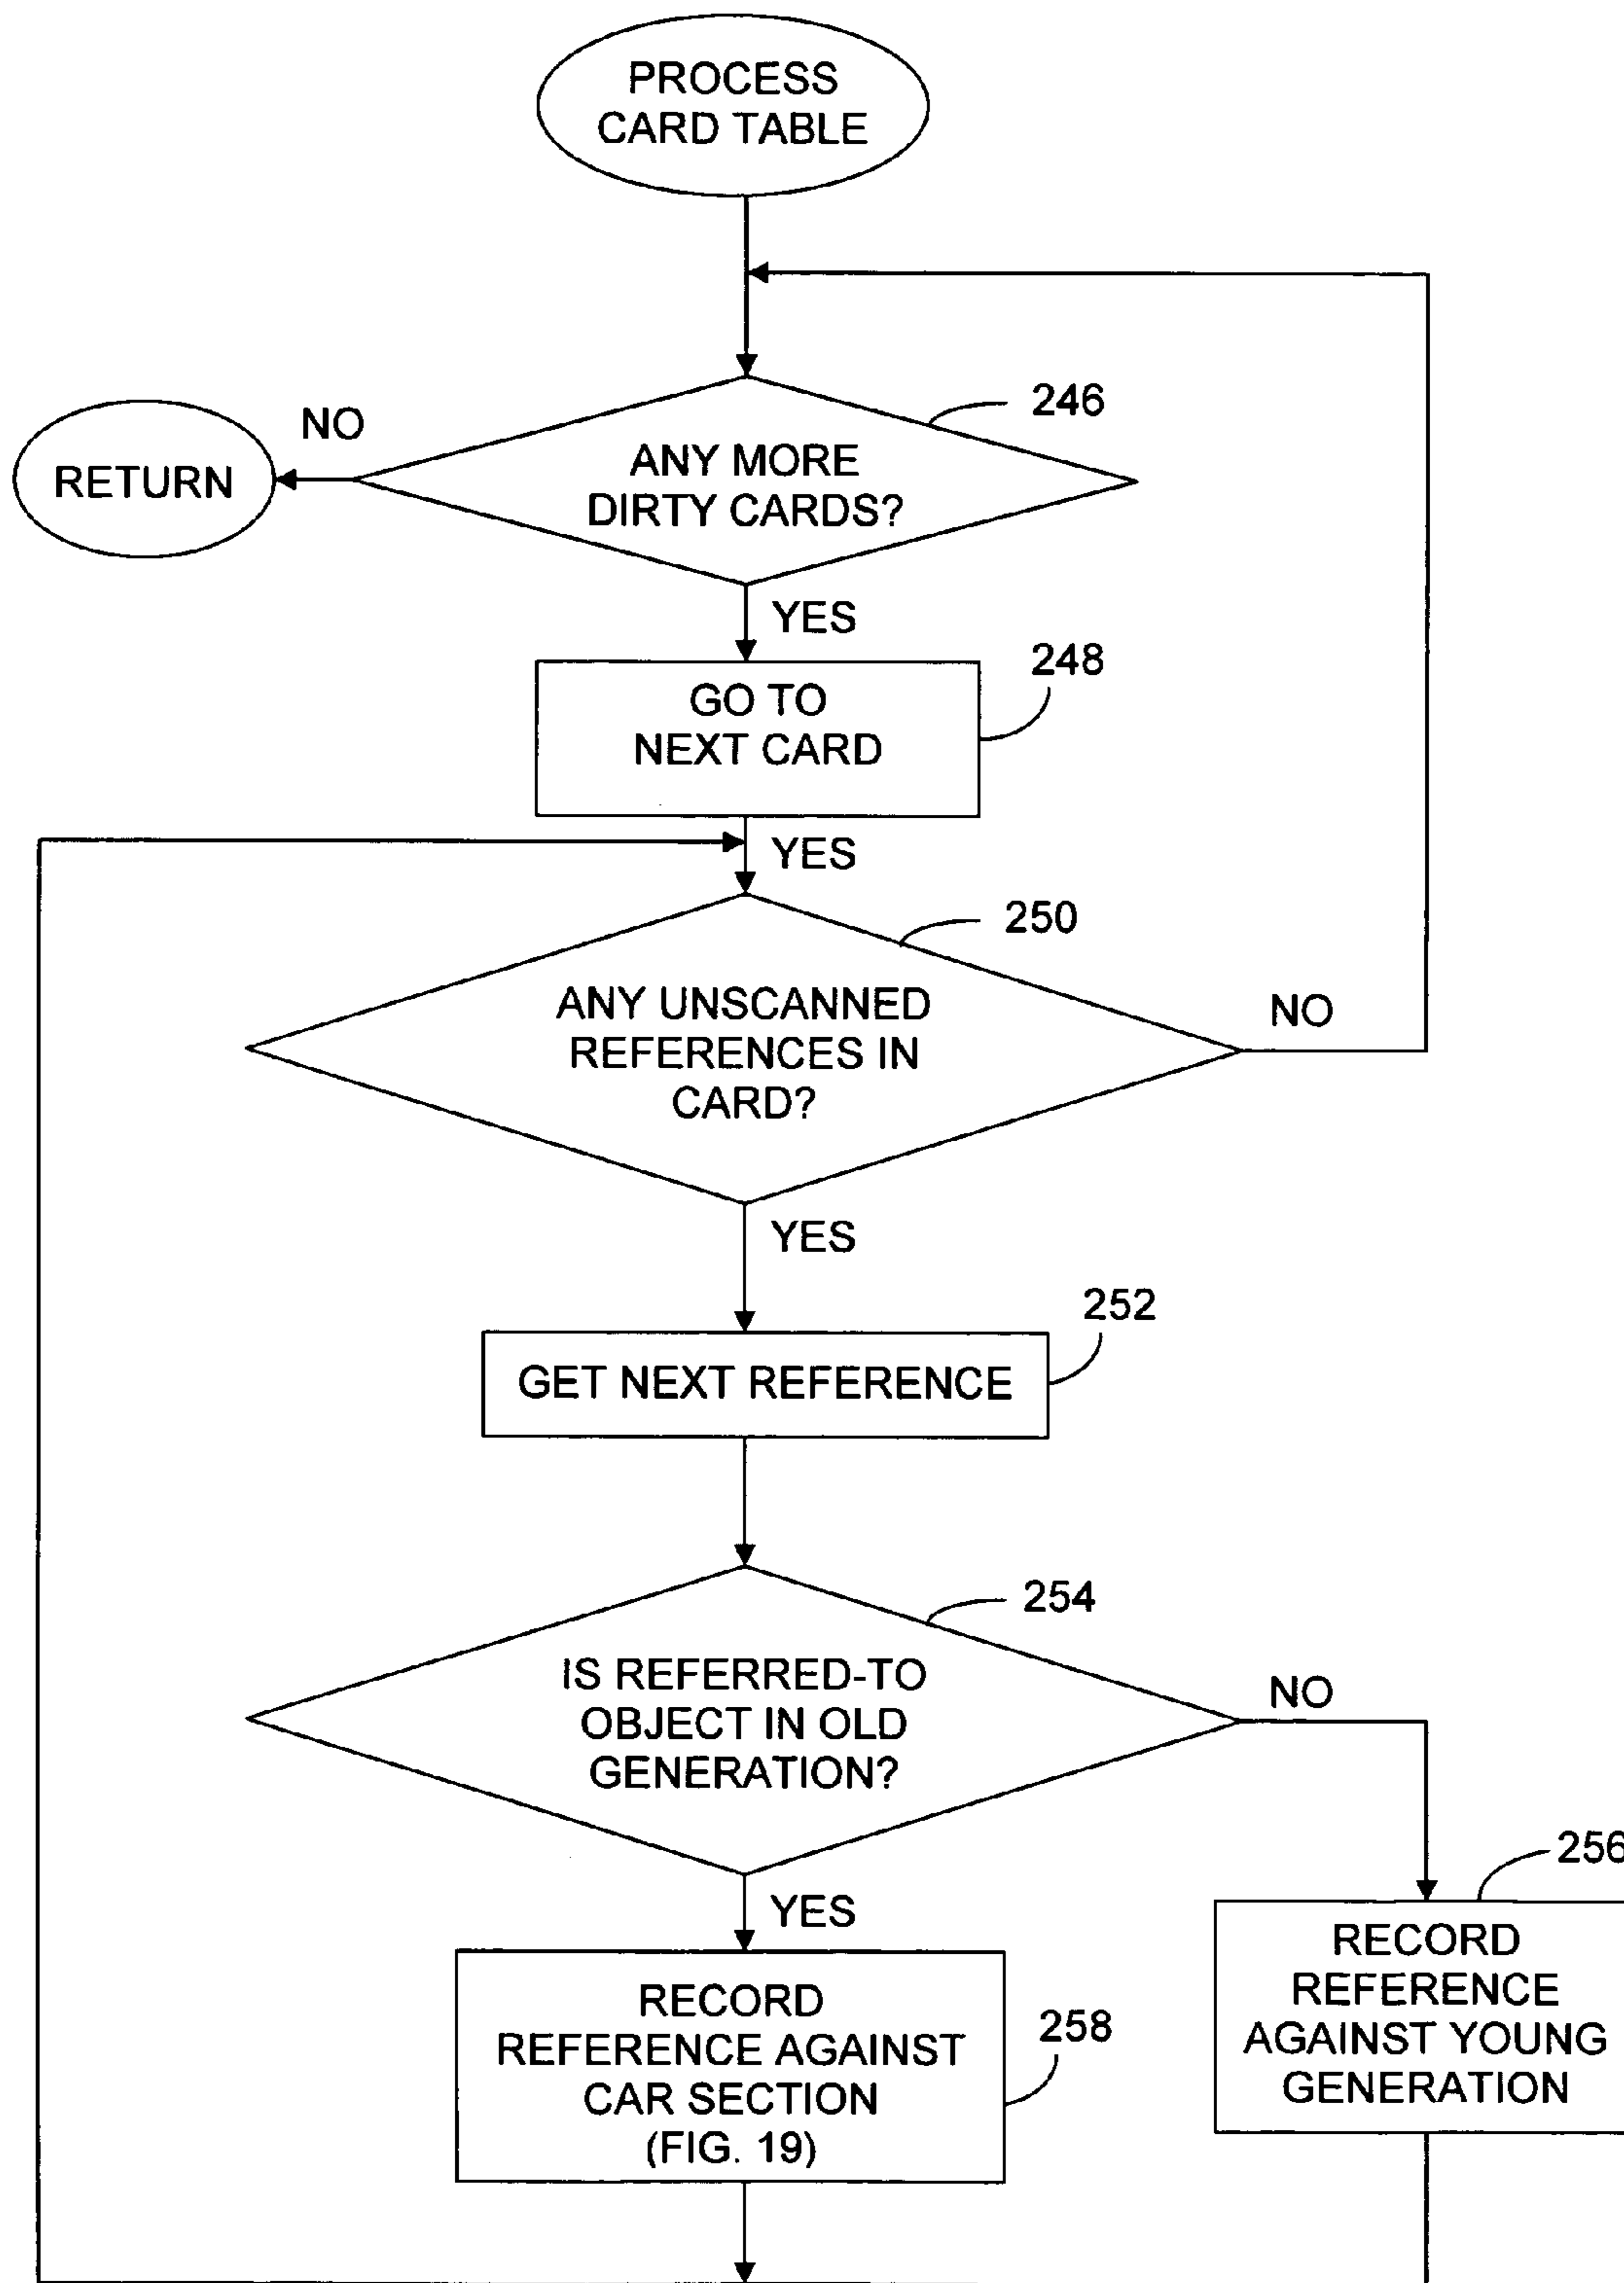 PROCESS
CARD TABLE
246
NO
RETURN
ANY MORE
DIRTY CARDS?
YES
248
GO TO
NEXT CARD
YES
250
ANY UNSCANNED
REFERENCES IN
CARD?
NO
YES
252
GET NEXT REFERENCE
254
IS REFERRED-TO
OBJECT IN OLD
GENERATION?
NO
256
YES
RECORD
REFERENCE AGAINST
CAR SECTION
(FIG. 19)
258
RECORD
REFERENCE
AGAINST YOUNG
GENERATION